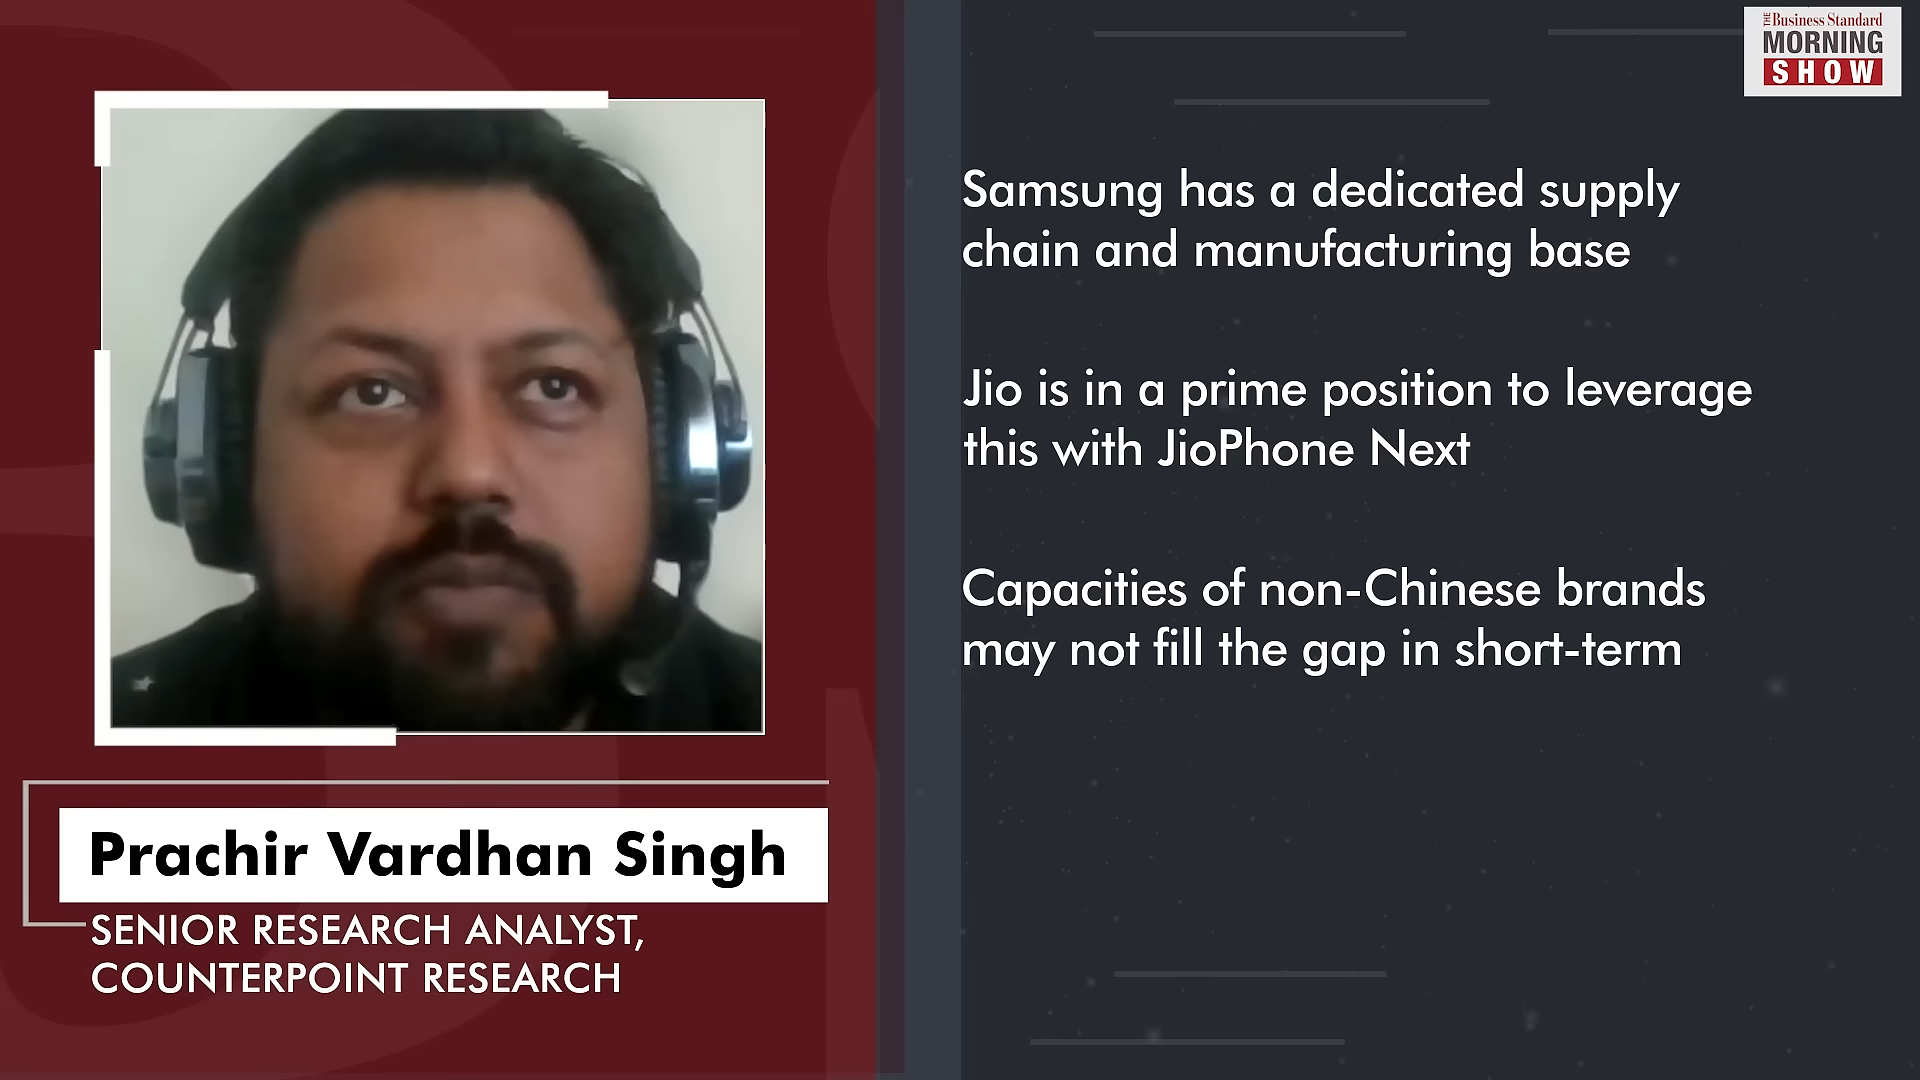 THE Business Standard
MORNING
SHOW
Samsung has a dedicated supply
chain and manufacturing base
Jio is in a prime position to leverage
this with JioPhone Next
Capacities of non-Chinese brands
may not fill the gap in short-term
Prachir Vardhan Singh
SENIOR RESEARCH ANALYST,
COUNTERPOINT RESEARCH